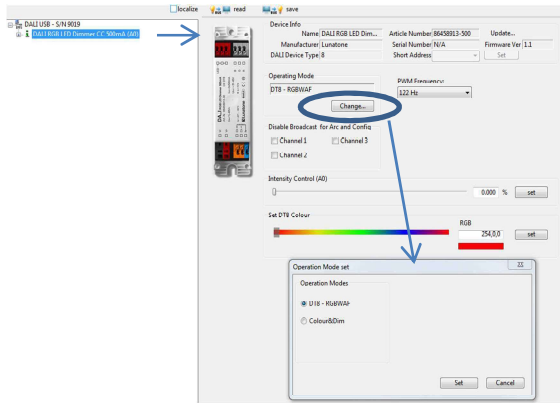 localize
read
save
DALI USB - S/N 9019
DALI RGB LED Dimmer CC 500mA (A0)
Device Info
Name DALI RGB LED Dim... Article Number 86458913-500 Update...
Manufacturer Lunatone Serial Number N/A Firmware Ver 1.1
DALI Device Type 8 Short Address Set
Operating Mode
DT8 - RGBWAF
Change...
PWM Frequency
122 Hz
Disable Broadcast for Arc and Config
Channel 1 Channel 3
Channel 2
Intensity Control (A0)
0.000 % set
Set DT8 Colour
RGB
254,0,0 set
Operation Mode set
Operation Modes
DT8 - RGBWAF
Colour&Dim
Set Cancel